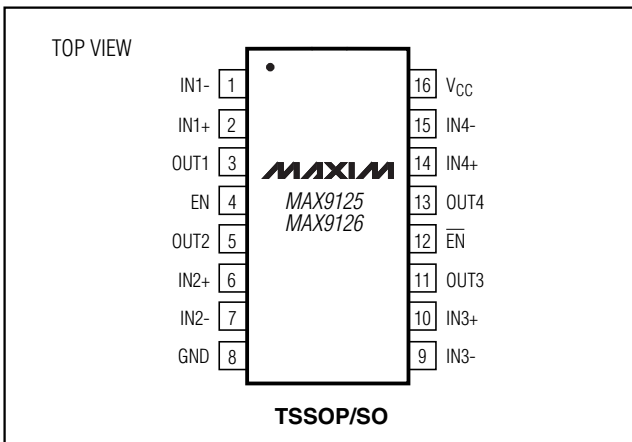 TOP VIEW
IN1- 1
IN1+ 2
OUT1 3
EN 4
OUT2 5
IN2+ 6
IN2- 7
GND 8
MAXIM
MAX9125
MAX9126
16 VCC
15 IN4-
14 IN4+
13 OUT4
12 E̅N̅
11 OUT3
10 IN3+
9 IN3-
TSSOP/SO